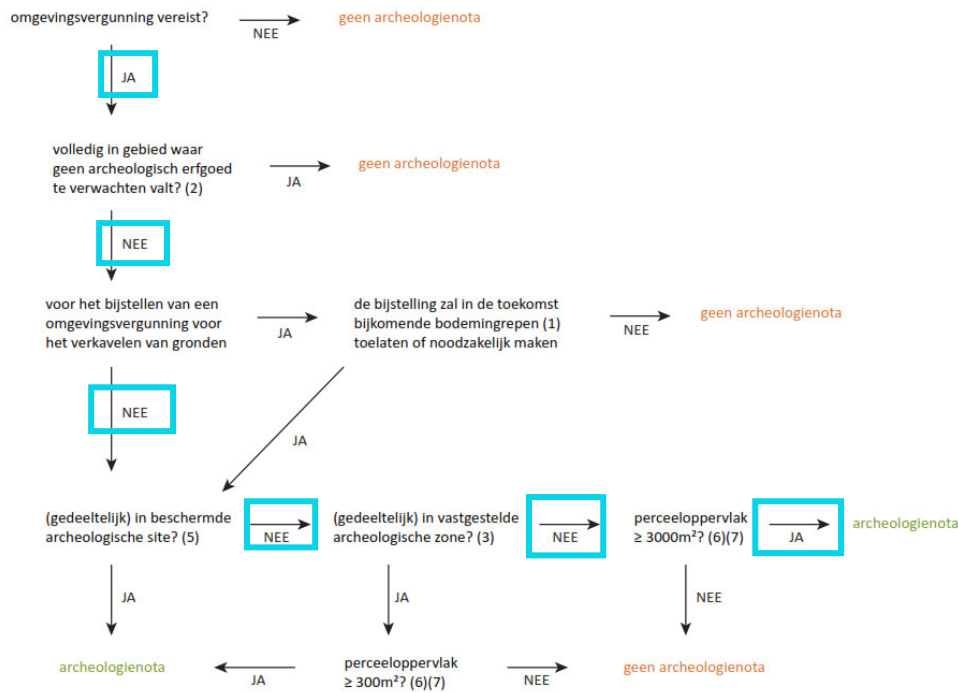 omgevingsvergunning vereist?
NEE
geen archeologienota
JA
volledig in gebied waar
geen archeologisch erfgoed
te verwachten valt? (2)
JA
geen archeologienota
NEE
voor het bijstellen van een
omgevingsvergunning voor
het verkavelen van gronden
JA
de bijstelling zal in de toekomst
bijkomende bodemingrepen (1)
toelaten of noodzakelijk maken
NEE
geen archeologienota
NEE
JA
(gedeeltelijk) in beschermde
archeologische site? (5)
NEE
(gedeeltelijk) in vastgestelde
archeologische zone? (3)
NEE
perceeloppervlak
≥ 3000m²? (6)(7)
JA
archeologienota
JA
JA
NEE
archeologienota
JA
perceeloppervlak
≥ 300m²? (6)(7)
NEE
geen archeologienota